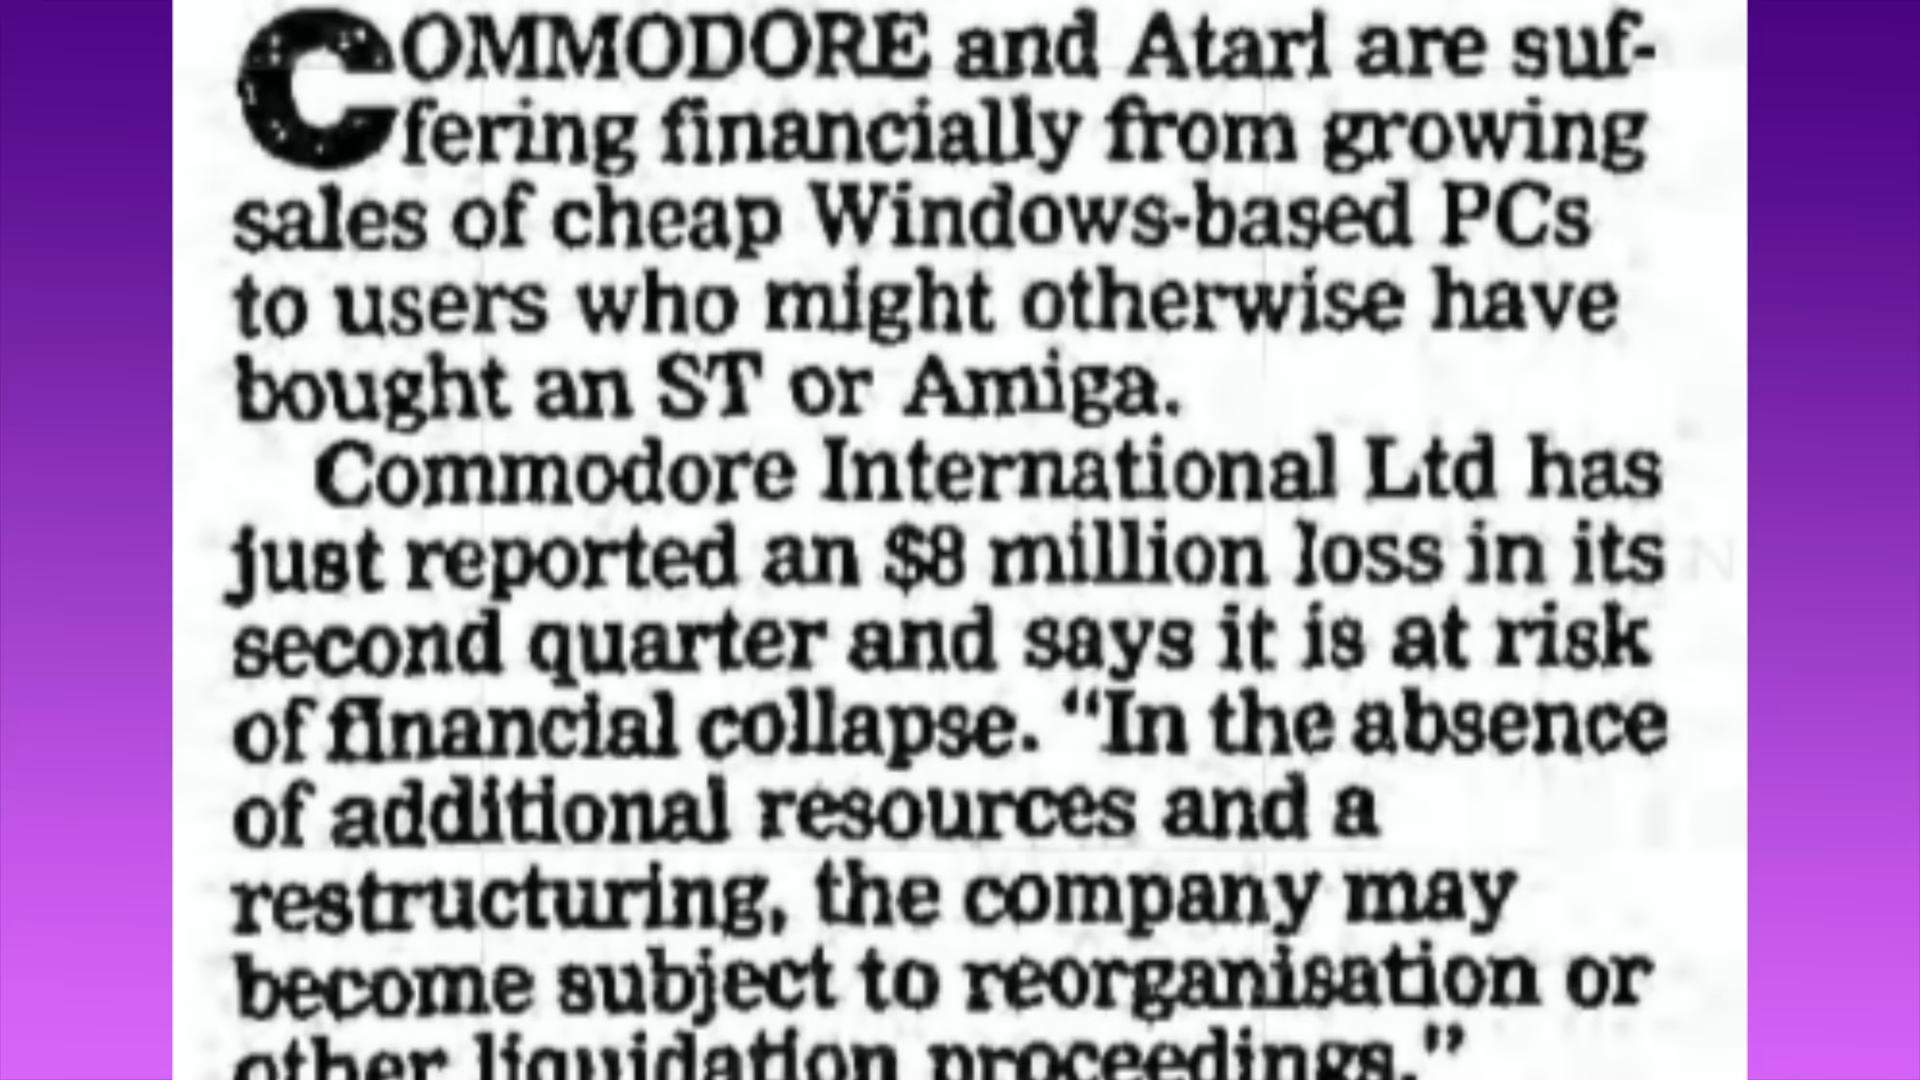 COMMODORE and Atari are suf-
fering financially from growing
sales of cheap Windows-based PCs
to users who might otherwise have
bought an ST or Amiga.
Commodore International Ltd has
just reported an $8 million loss in its
second quarter and says it is at risk
of financial collapse. “In the absence
of additional resources and a
restructuring, the company may
become subject to reorganisation or
other liquidation proceedings.”